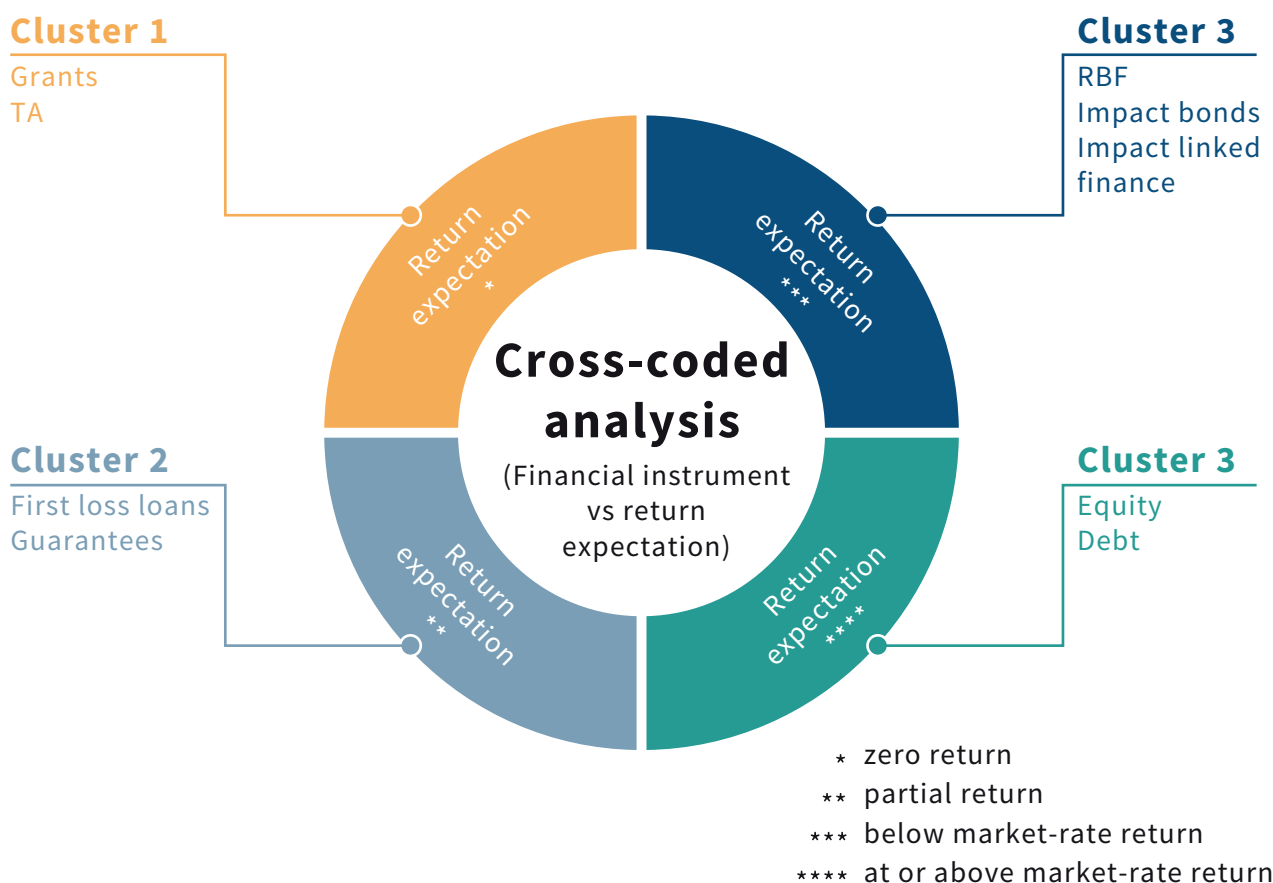 Cluster 1
Grants
TA
Cluster 3
RBF
Impact bonds
Impact linked
finance
Return
expectation
*
Return
expectation
***
Cross-coded
analysis
(Financial instrument
vs return
expectation)
Cluster 2
First loss loans
Guarantees
Cluster 3
Equity
Debt
Return
expectation
**
Return
expectation
****
* zero return
** partial return
*** below market-rate return
**** at or above market-rate return